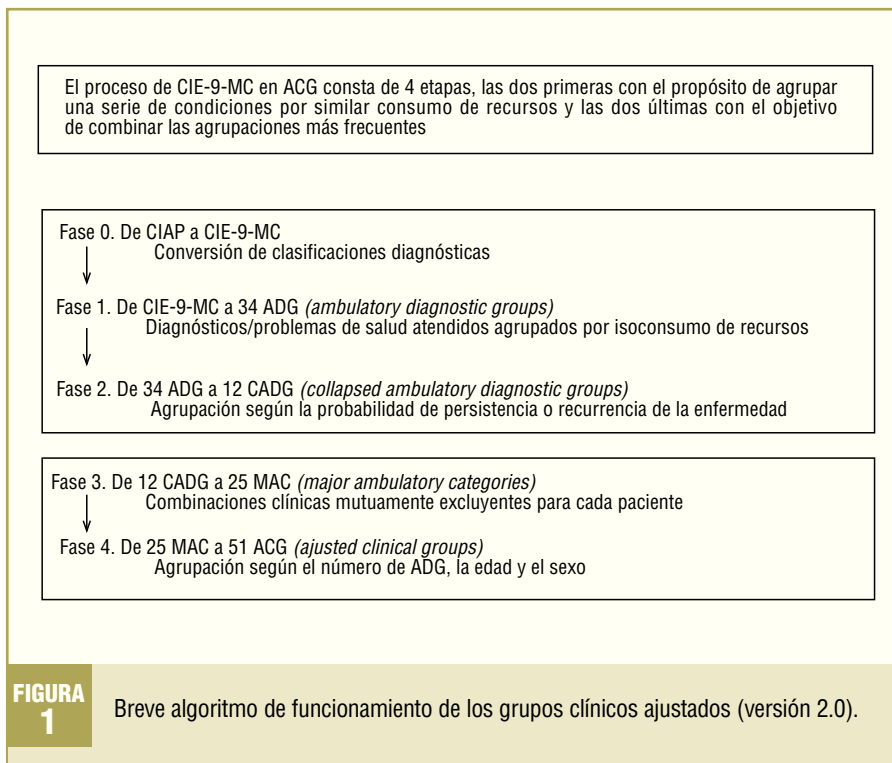 El proceso de CIE-9-MC en ACG consta de 4 etapas, las dos primeras con el propósito de agrupar
una serie de condiciones por similar consumo de recursos y las dos últimas con el objetivo
de combinar las agrupaciones más frecuentes
Fase 0. De CIAP a CIE-9-MC
Conversión de clasificaciones diagnósticas
Fase 1. De CIE-9-MC a 34 ADG (ambulatory diagnostic groups)
Diagnósticos/problemas de salud atendidos agrupados por isoconsumo de recursos
Fase 2. De 34 ADG a 12 CADG (collapsed ambulatory diagnostic groups)
Agrupación según la probabilidad de persistencia o recurrencia de la enfermedad
Fase 3. De 12 CADG a 25 MAC (major ambulatory categories)
Combinaciones clínicas mutuamente excluyentes para cada paciente
Fase 4. De 25 MAC a 51 ACG (ajusted clinical groups)
Agrupación según el número de ADG, la edad y el sexo
FIGURA
1
Breve algoritmo de funcionamiento de los grupos clínicos ajustados (versión 2.0).